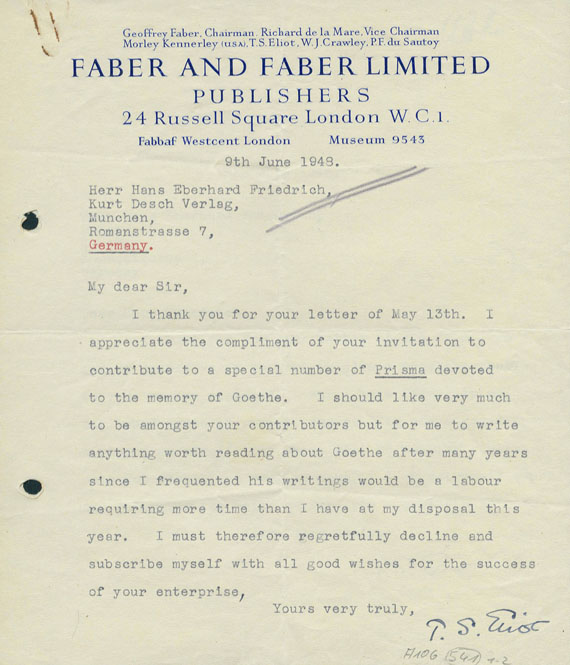 Geoffrey Faber, Chairman. Richard de la Mare, Vice Chairman
Morley Kennerley (U.S.A), T.S. Eliot, W.J. Crawley, P.F. du Sautoy
FABER AND FABER LIMITED
PUBLISHERS
24 Russell Square London W.C.1.
Fabbaf Westcent London Museum 9543
9th June 1948.
Herr Hans Eberhard Friedrich,
Kurt Desch Verlag,
Munchen,
Romanstrasse 7,
Germany.
My dear Sir,
I thank you for your letter of May 13th. I
appreciate the compliment of your invitation to
contribute to a special number of Prisma devoted
to the memory of Goethe. I should like very much
to be amongst your contributors but for me to write
anything worth reading about Goethe after many years
since I frequented his writings would be a labour
requiring more time than I have at my disposal this
year. I must therefore regretfully decline and
subscribe myself with all good wishes for the success
of your enterprise,
Yours very truly,
T. S. Eliot
A106 (541) 1-2